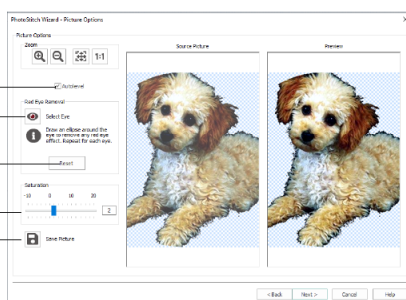 PhotoStitch Wizard - Picture Options
Picture Options
Zoom
1:1
Autolevel
Red Eye Removal
Select Eye
Draw an ellipse around the
eye to remove any red eye
effect. Repeat for each eye.
Reset
Saturation
-10 0 10 20
2
Save Picture
Source Picture
Preview
< Back Next > Cancel Help